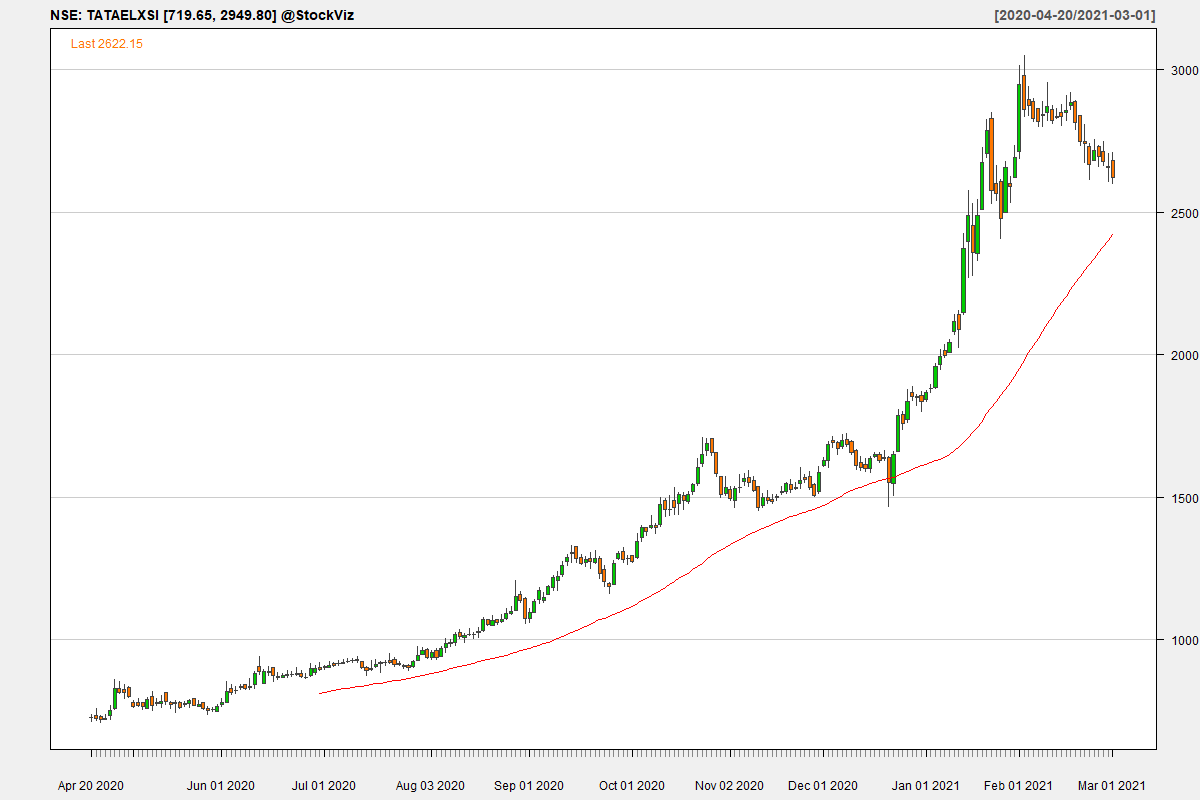 NSE: TATAELXSI [719.65, 2949.80] @StockViz
[2020-04-20/2021-03-01]
Last 2622.15
3000
2500
2000
1500
1000
Apr 20 2020 Jun 01 2020 Jul 01 2020 Aug 03 2020 Sep 01 2020 Oct 01 2020 Nov 02 2020 Dec 01 2020 Jan 01 2021 Feb 01 2021 Mar 01 2021